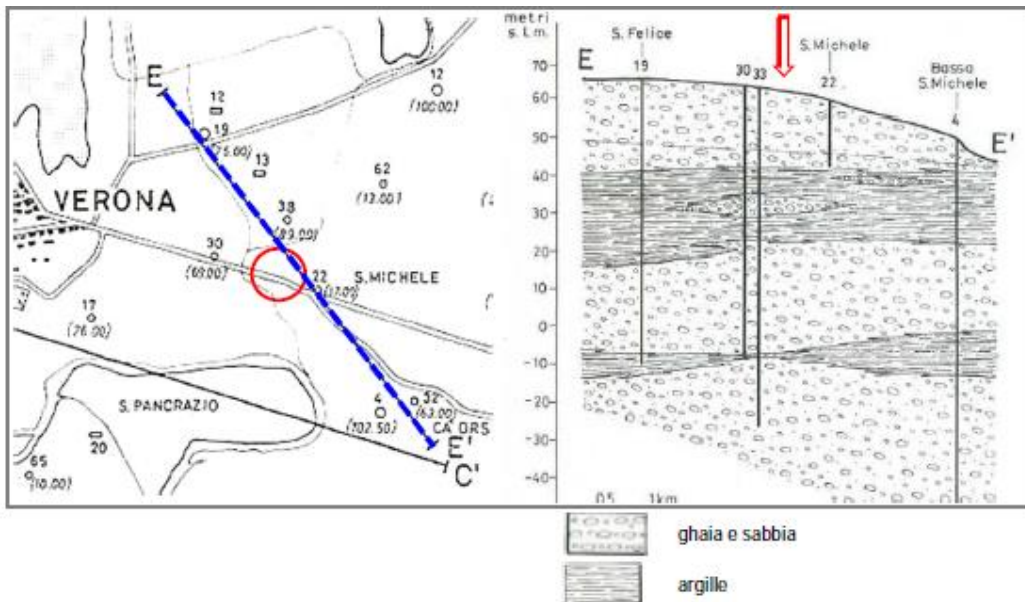 E
12
19
(75.00)
13
12
(100.00)
62
(13.00)
VERONA
38
(89.00)
30
(69.00)
22
(17.00)
S.MICHELE
17
(76.00)
S. PANCRAZIO
20
4
(102.50)
32
(63.00)
CA' ORS
E'
C'
65
(10.00)
metri
s.l.m.
70
60
50
40
30
20
10
0
-10
-20
-30
-40
E
S. Felice
19
30
33
S.Michele
22
Bassa
S.Michele
4
E'
0.5 1km
ghaia e sabbia
argille